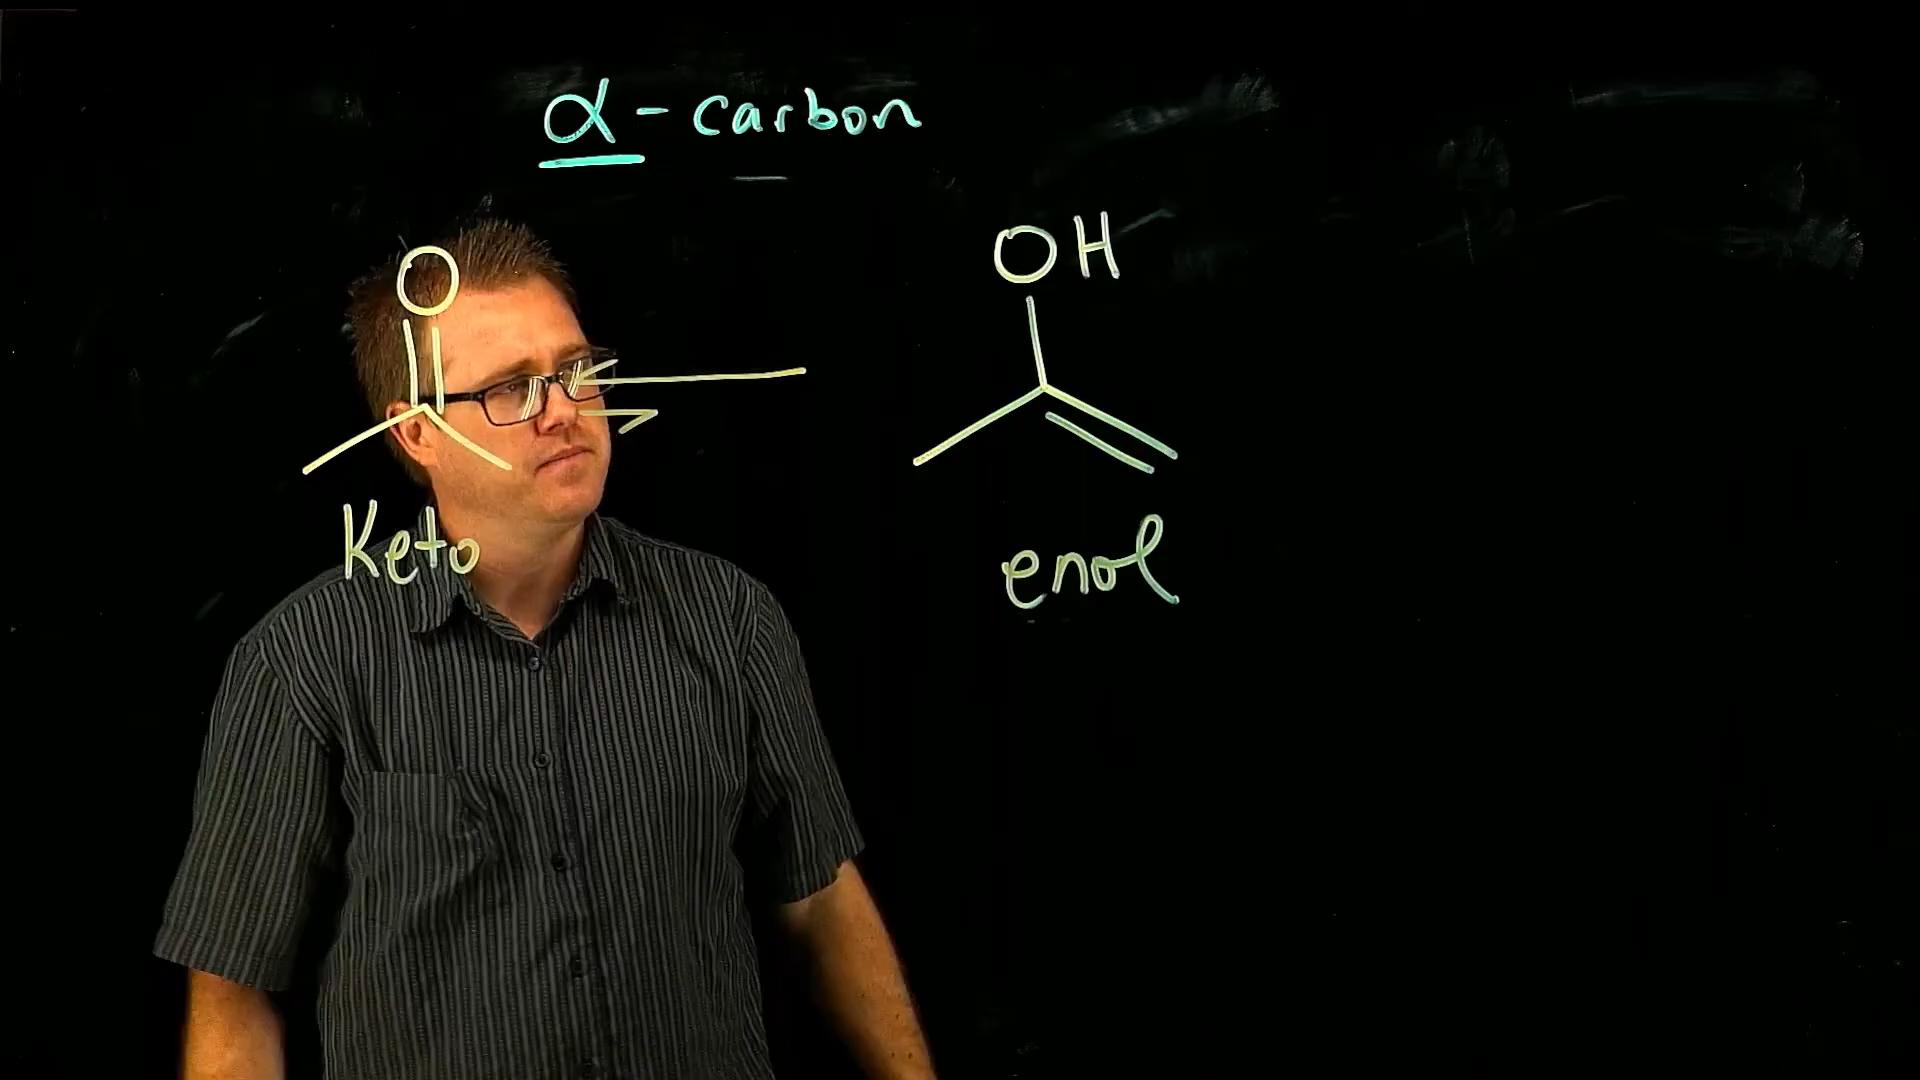 α - carbon
O
OH
Keto
enol